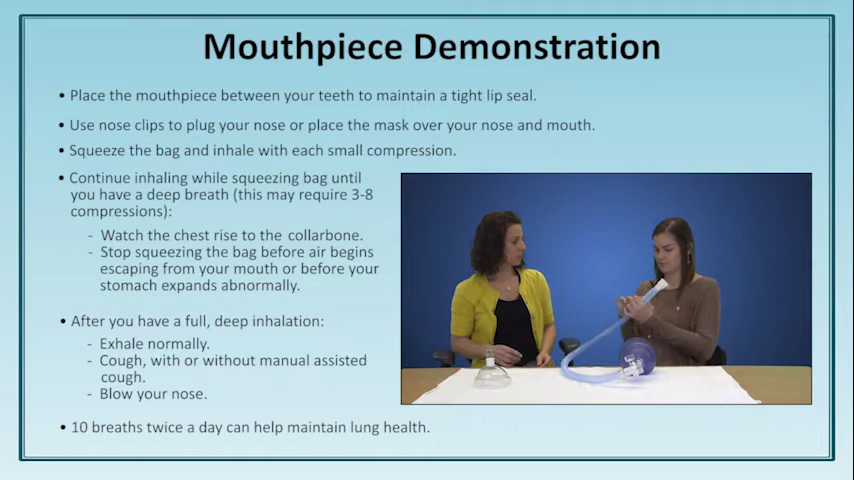 Mouthpiece Demonstration
• Place the mouthpiece between your teeth to maintain a tight lip seal.
• Use nose clips to plug your nose or place the mask over your nose and mouth.
• Squeeze the bag and inhale with each small compression.
• Continue inhaling while squeezing bag until
you have a deep breath (this may require 3-8
compressions):
- Watch the chest rise to the collarbone.
- Stop squeezing the bag before air begins
escaping from your mouth or before your
stomach expands abnormally.
• After you have a full, deep inhalation:
- Exhale normally.
- Cough, with or without manual assisted
cough.
- Blow your nose.
• 10 breaths twice a day can help maintain lung health.